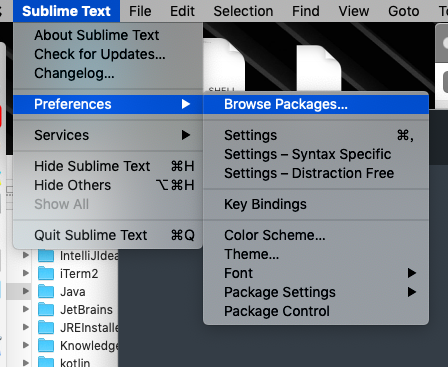 Sublime Text File Edit Selection Find View Goto
About Sublime Text
Check for Updates...
Changelog...
Preferences
Services
Hide Sublime Text ⌘H
Hide Others ⌥⌘H
Show All
Quit Sublime Text ⌘Q
Browse Packages...
Settings ⌘,
Settings – Syntax Specific
Settings – Distraction Free
Key Bindings
Color Scheme...
Theme...
Font
Package Settings
Package Control
SHELL
IntelliJIdea
iTerm2
Java
JetBrains
JREInstalle
Knowledge
kotlin